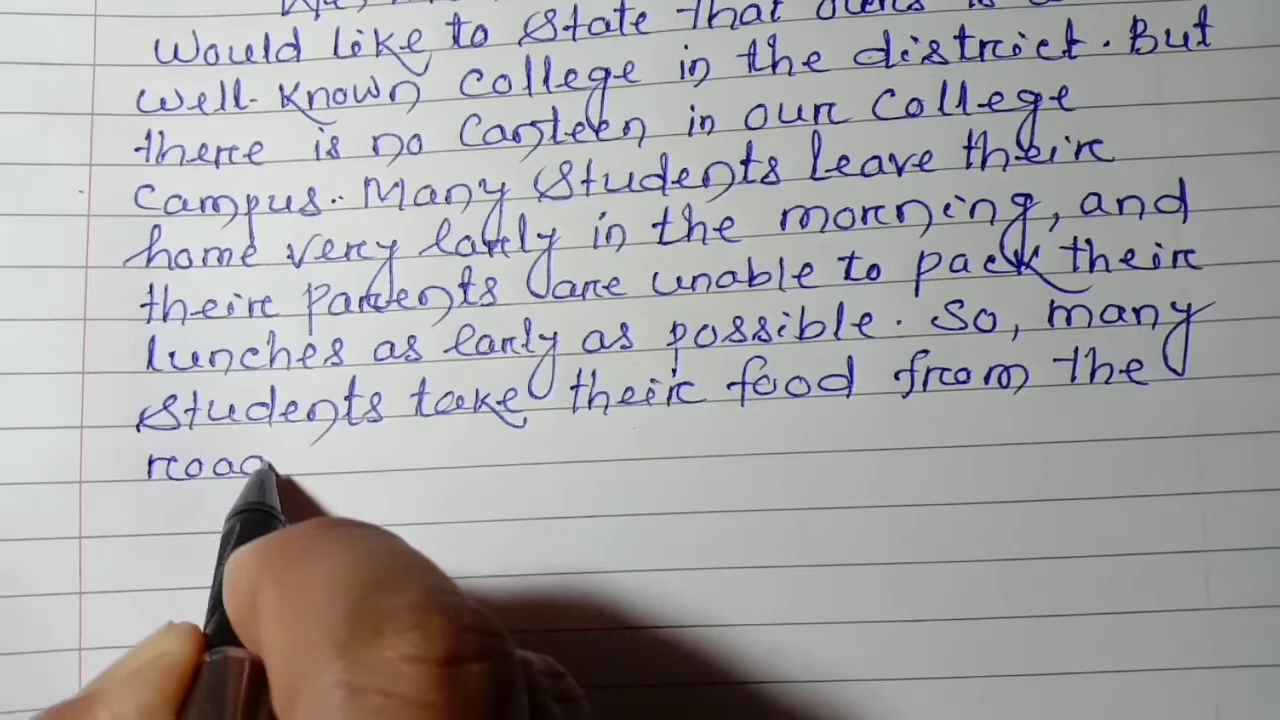 would like to state that ours is a
well-known college in the district. But
there is no canteen in our college
campus. Many students leave their
home very early in the morning, and
their parents are unable to pack their
lunches as early as possible. So, many
students take their food from the
road